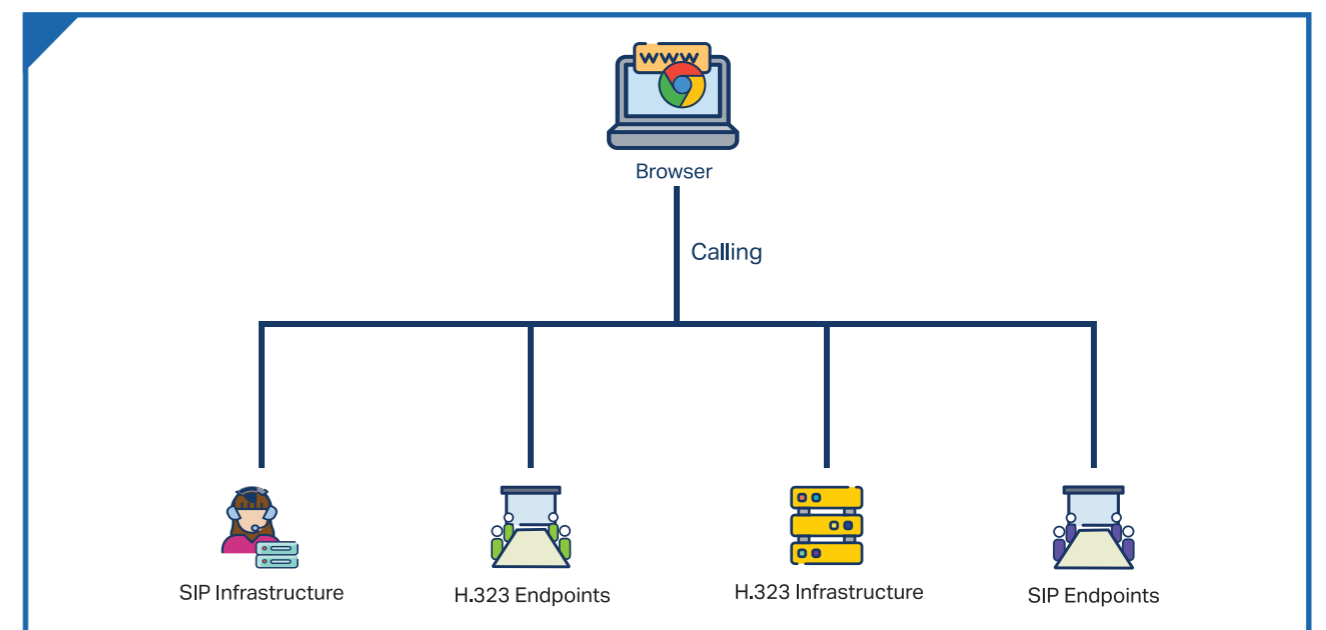 WWW
Browser
Calling
SIP Infrastructure
H.323 Endpoints
H.323 Infrastructure
SIP Endpoints